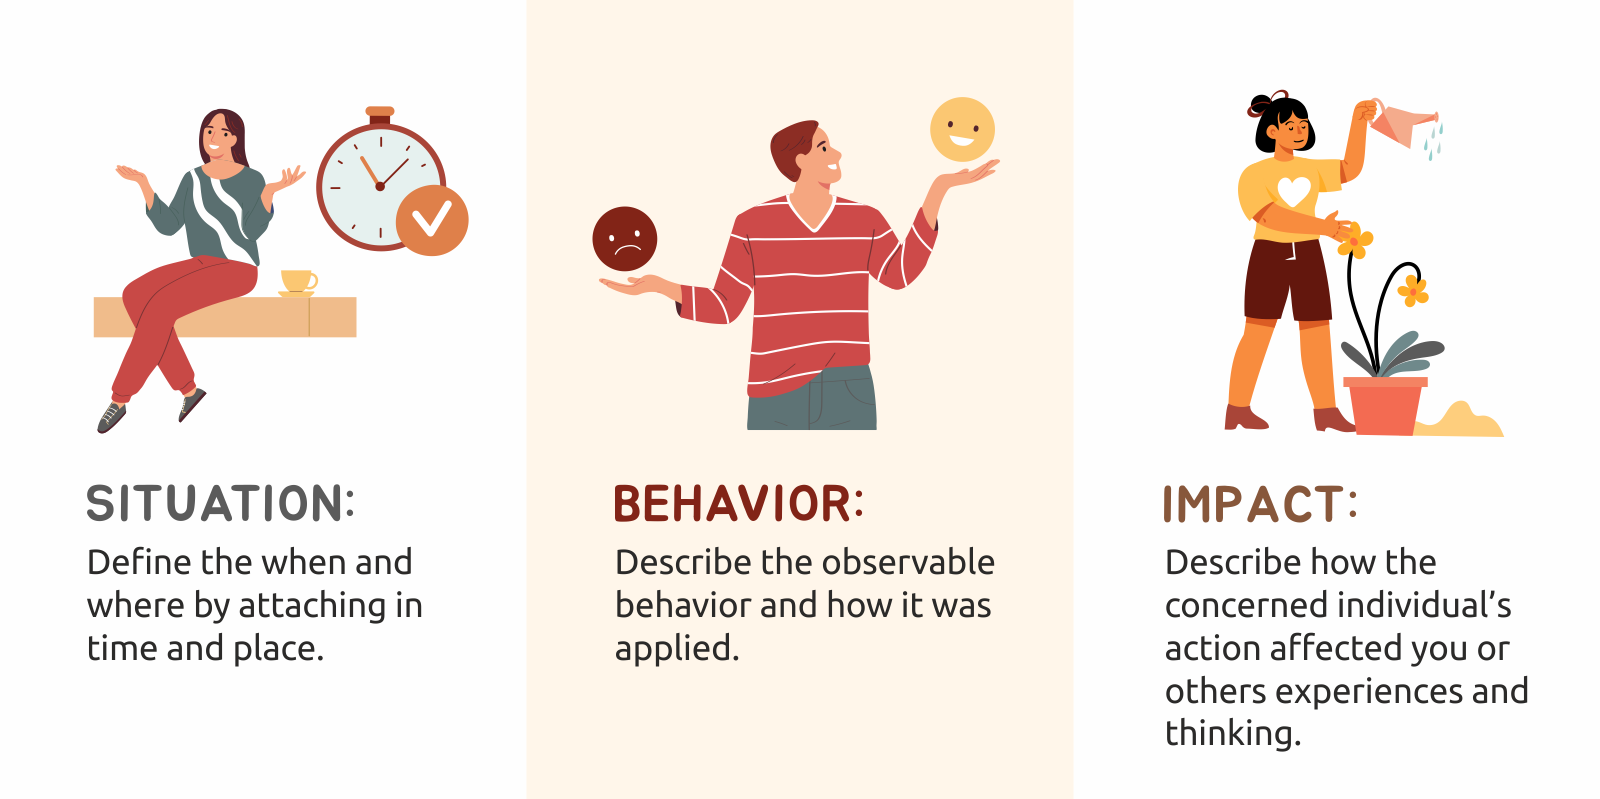 SITUATION:
Define the when and
where by attaching in
time and place.
BEHAVIOR:
Describe the observable
behavior and how it was
applied.
IMPACT:
Describe how the
concerned individual’s
action affected you or
others experiences and
thinking.